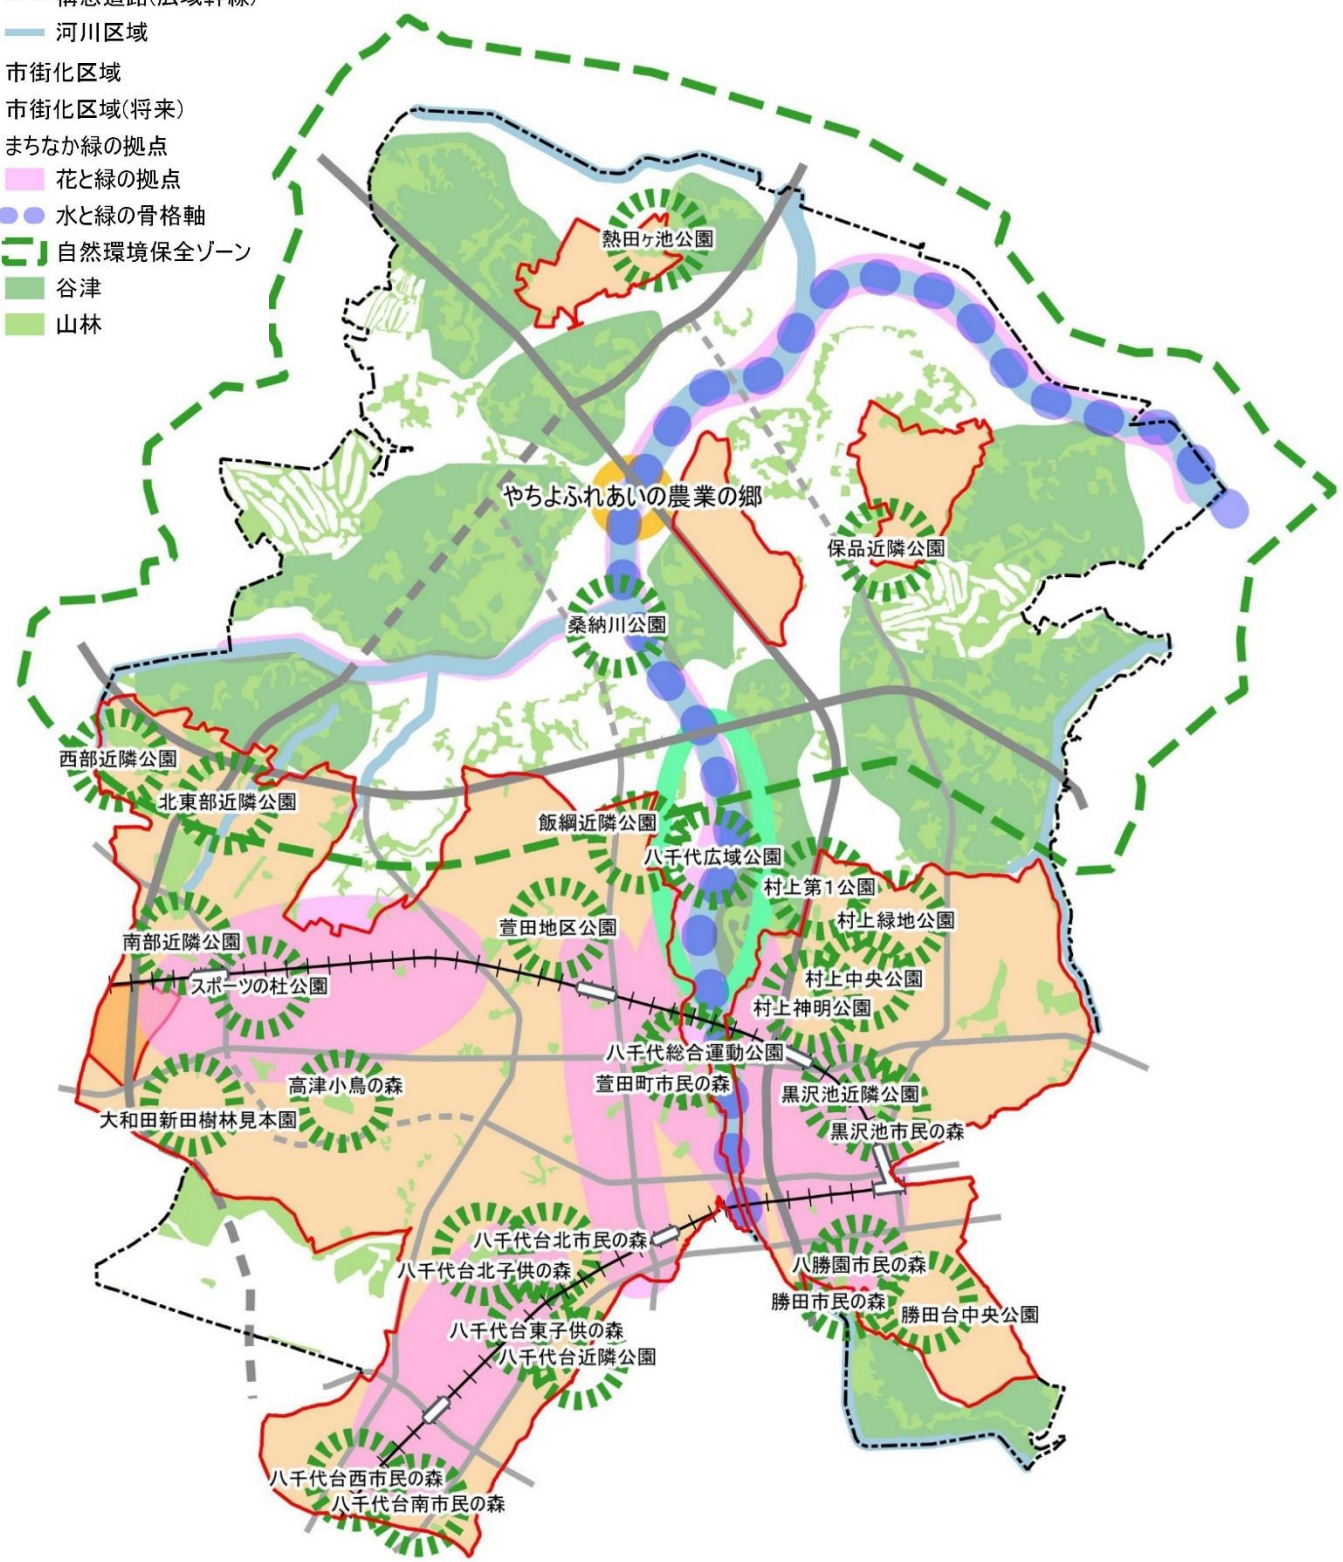 構想道路(広域幹線)
河川区域
市街化区域
市街化区域(将来)
まちなか緑の拠点
花と緑の拠点
水と緑の骨格軸
自然環境保全ゾーン
谷津
山林
熱田ヶ池公園
やちよふれあいの農業の郷
保品近隣公園
桑納川公園
西部近隣公園
北東部近隣公園
飯綱近隣公園
八千代広域公園
村上第1公園
村上緑地公園
萱田地区公園
南部近隣公園
スポーツの杜公園
村上中央公園
村上神明公園
八千代総合運動公園
萱田町市民の森
高津小鳥の森
黒沢池近隣公園
大和田新田樹林見本園
黒沢池市民の森
八千代台北市民の森
八千代台北子供の森
八勝園市民の森
勝田市民の森
勝田台中央公園
八千代台東子供の森
八千代台近隣公園
八千代台西市民の森
八千代台南市民の森